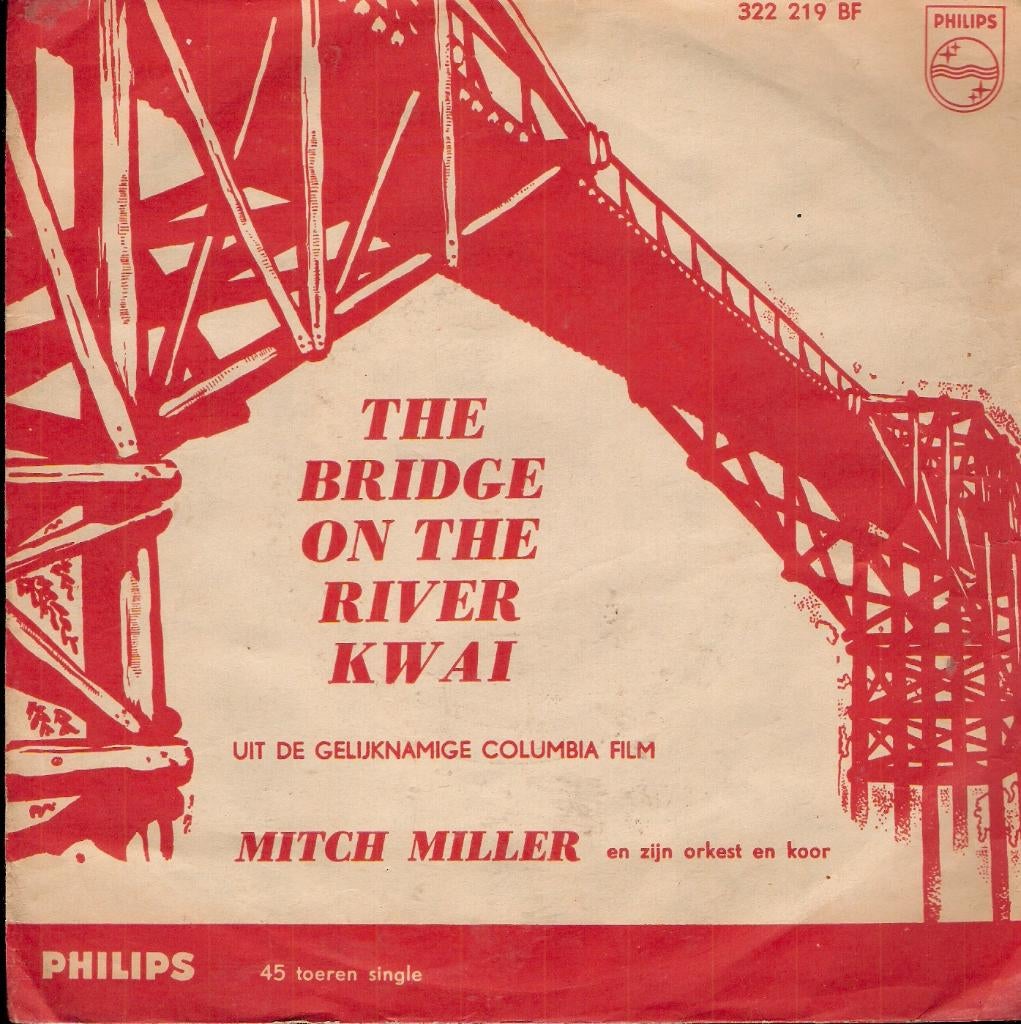 322 219 BF
PHILIPS
THE
BRIDGE
ON THE
RIVER
KWAI
UIT DE GELIJKNAMIGE COLUMBIA FILM
MITCH MILLER en zijn orkest en koor
PHILIPS 45 toeren single